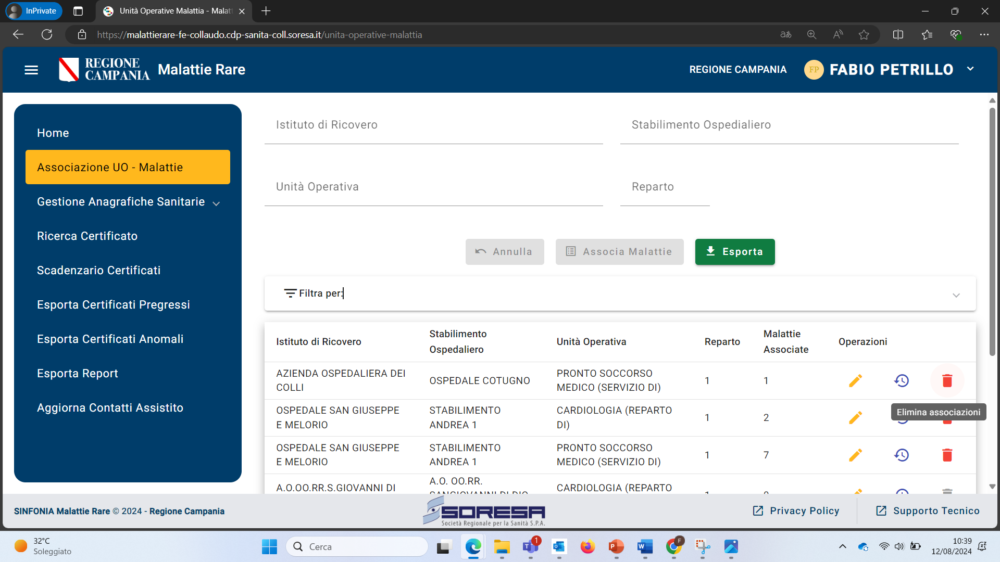 InPrivate
Unità Operative Malattia - Malatt
https://malattierare-fe-collaudo.cdp-sanita-coll.soresa.it/unita-operative-malattia
REGIONE CAMPANIA
Malattie Rare
REGIONE CAMPANIA
FP
FABIO PETRILLO
Home
Associazione UO - Malattie
Gestione Anagrafiche Sanitarie
Ricerca Certificato
Scadenzario Certificati
Esporta Certificati Pregressi
Esporta Certificati Anomali
Esporta Report
Aggiorna Contatti Assistito
Istituto di Ricovero
Stabilimento Ospedialiero
Unità Operativa
Reparto
Annulla
Associa Malattie
Esporta
Filtra per:
Istituto di Ricovero
Stabilimento
Ospedaliero
Unità Operativa
Reparto
Malattie
Associate
Operazioni
AZIENDA OSPEDALIERA DEI
COLLI
OSPEDALE COTUGNO
PRONTO SOCCORSO
MEDICO (SERVIZIO DI)
1
1
Elimina associazioni
OSPEDALE SAN GIUSEPPE
E MELORIO
STABILIMENTO
ANDREA 1
CARDIOLOGIA (REPARTO
DI)
1
2
OSPEDALE SAN GIUSEPPE
E MELORIO
STABILIMENTO
ANDREA 1
PRONTO SOCCORSO
MEDICO (SERVIZIO DI)
1
7
A.O.OO.RR.S.GIOVANNI DI
A.O. OO.RR.
SANGIOVANNI DI DIO
CARDIOLOGIA (REPARTO
1
SINFONIA Malattie Rare © 2024 - Regione Campania
SORESA
Società Regionale per la Sanità S.P.A.
Privacy Policy
Supporto Tecnico
32°C
Soleggiato
Cerca
1
F
10:39
12/08/2024